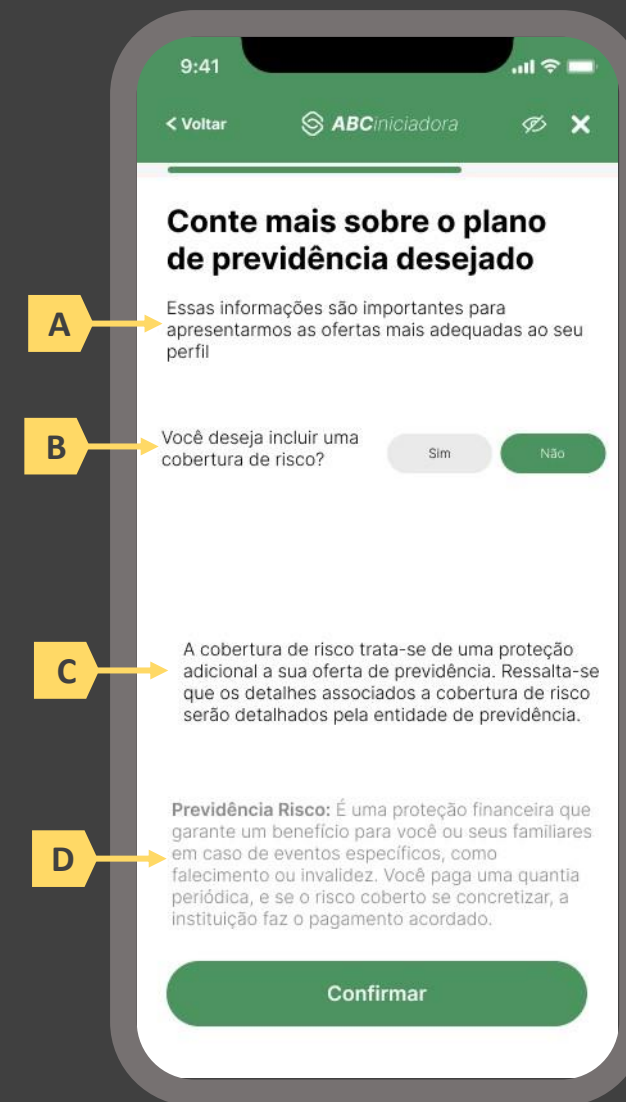 9:41
< Voltar
ABCiniciadora
Conte mais sobre o plano
de previdência desejado
A
Essas informações são importantes para
apresentarmos as ofertas mais adequadas ao seu
perfil
B
Você deseja incluir uma
cobertura de risco?
Sim
Não
C
A cobertura de risco trata-se de uma proteção
adicional a sua oferta de previdência. Ressalta-se
que os detalhes associados a cobertura de risco
serão detalhados pela entidade de previdência.
D
Previdência Risco: É uma proteção financeira que
garante um benefício para você ou seus familiares
em caso de eventos específicos, como
falecimento ou invalidez. Você paga uma quantia
periódica, e se o risco coberto se concretizar, a
instituição faz o pagamento acordado.
Confirmar